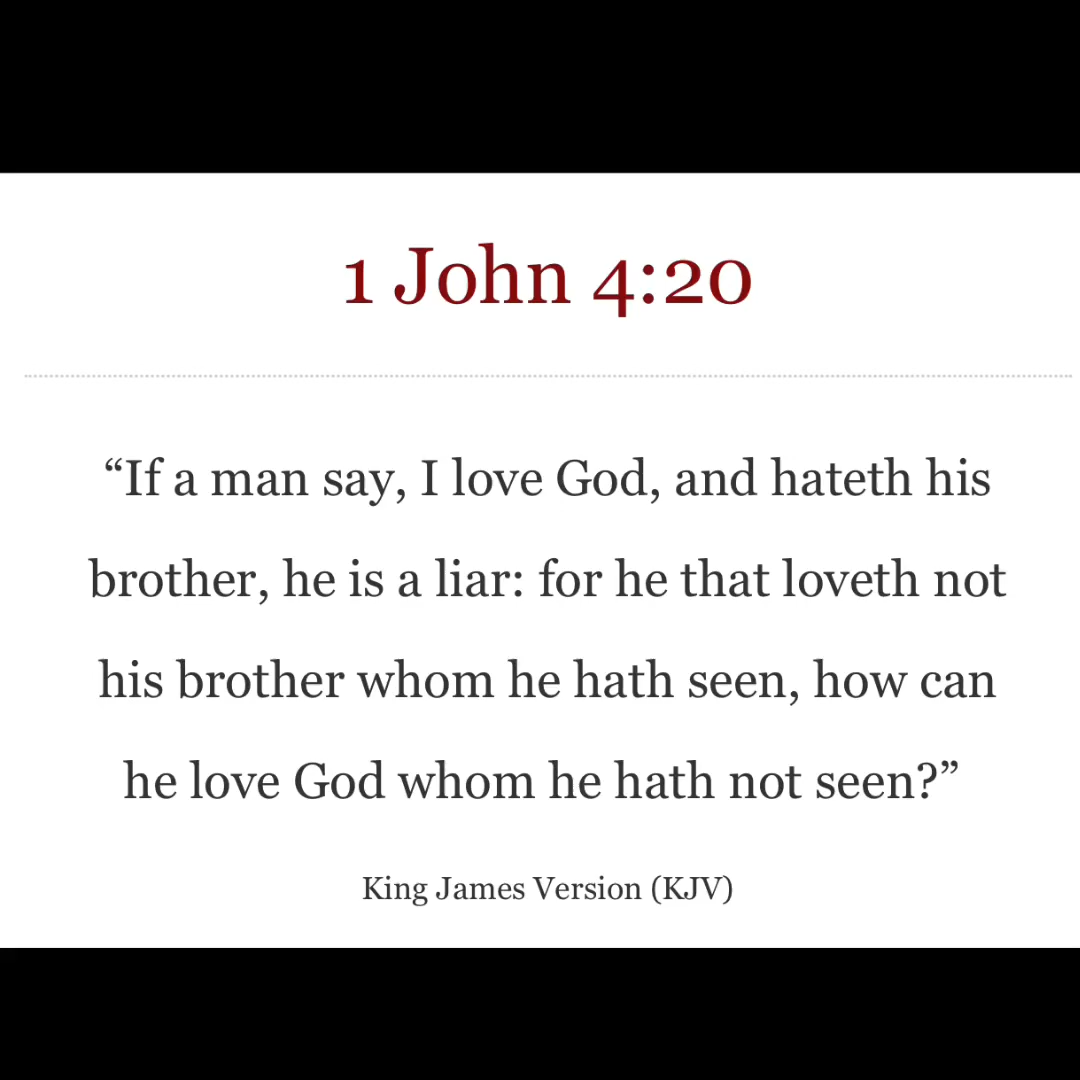 1 John 4:20
“If a man say, I love God, and hateth his
brother, he is a liar: for he that loveth not
his brother whom he hath seen, how can
he love God whom he hath not seen?”
King James Version (KJV)